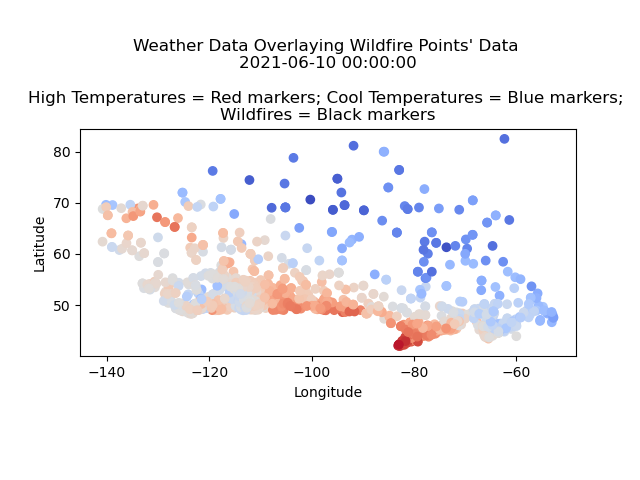 Weather Data Overlaying Wildfire Points' Data
2021-06-10 00:00:00
High Temperatures = Red markers; Cool Temperatures = Blue markers;
Wildfires = Black markers
80
70
60
50
Latitude
−140 −120 −100 −80 −60
Longitude